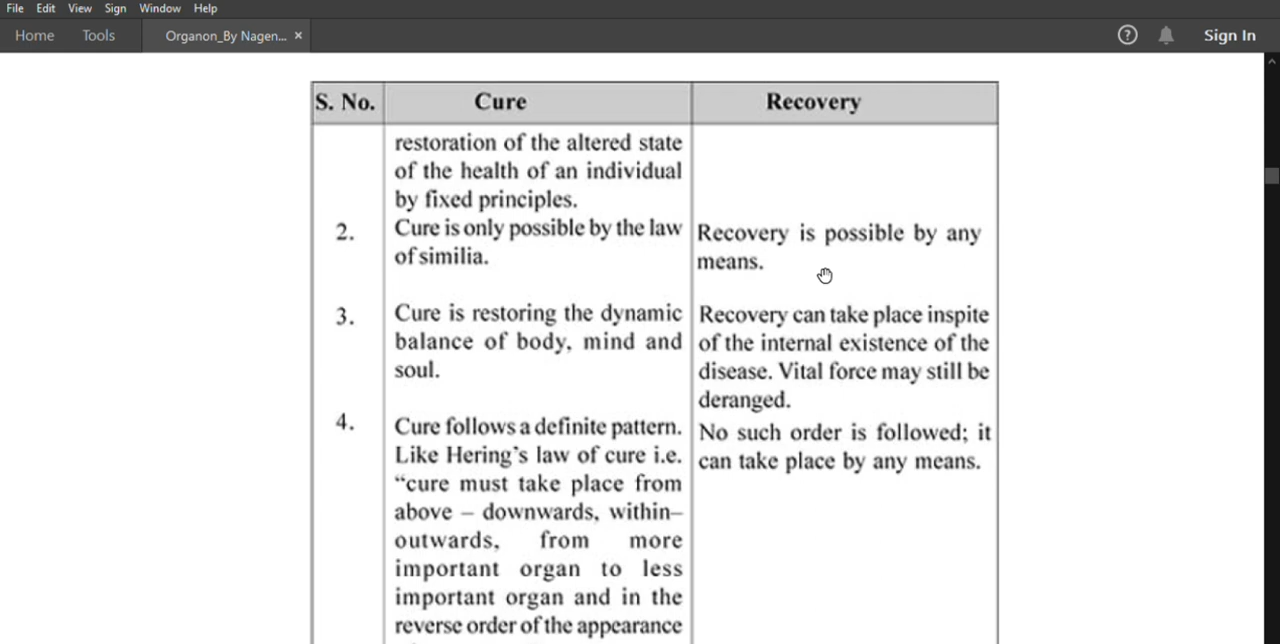 File Edit View Sign Window Help
Home Tools Organon_By Nagen... × ? Sign In
S. No. Cure Recovery
restoration of the altered state
of the health of an individual
by fixed principles.
2. Cure is only possible by the law
of similia.
Recovery is possible by any
means.
3. Cure is restoring the dynamic
balance of body, mind and
soul.
Recovery can take place inspite
of the internal existence of the
disease. Vital force may still be
deranged.
4. Cure follows a definite pattern.
Like Hering's law of cure i.e.
“cure must take place from
above – downwards, within–
outwards, from more
important organ to less
important organ and in the
reverse order of the appearance
No such order is followed; it
can take place by any means.